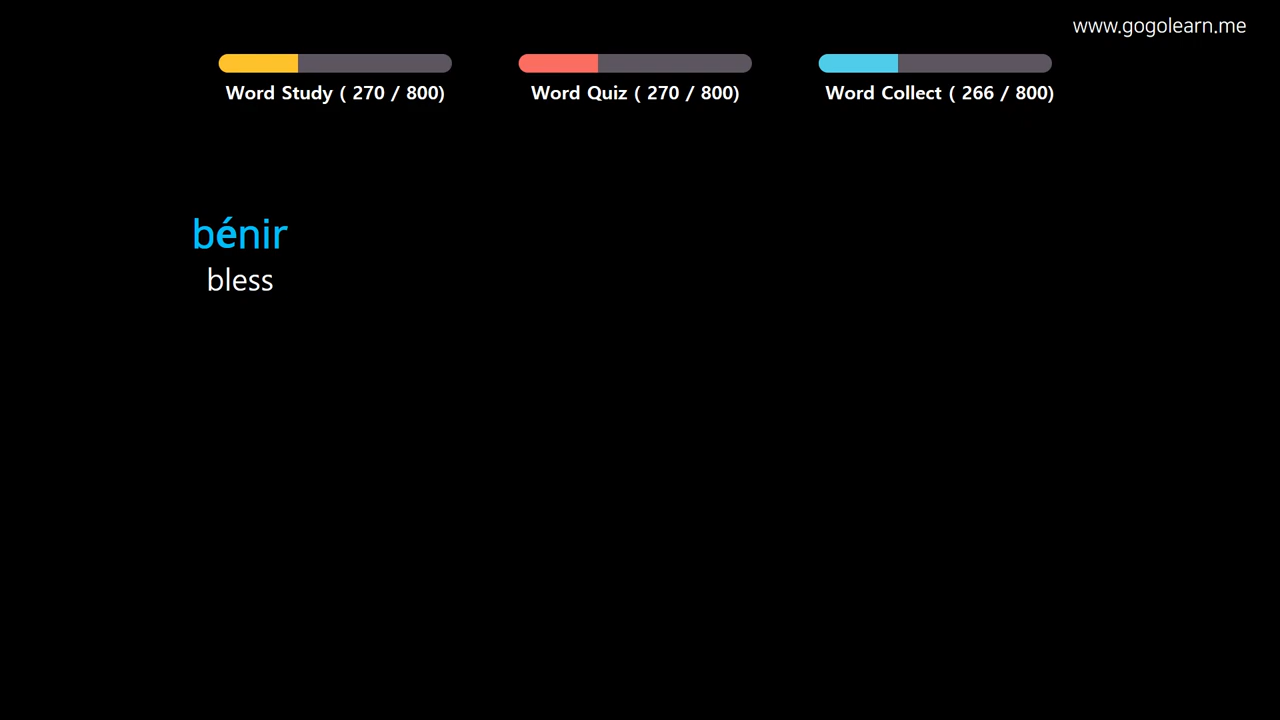 www.gogolearn.me
Word Study ( 270 / 800)
Word Quiz ( 270 / 800)
Word Collect ( 266 / 800)
bénir
bless